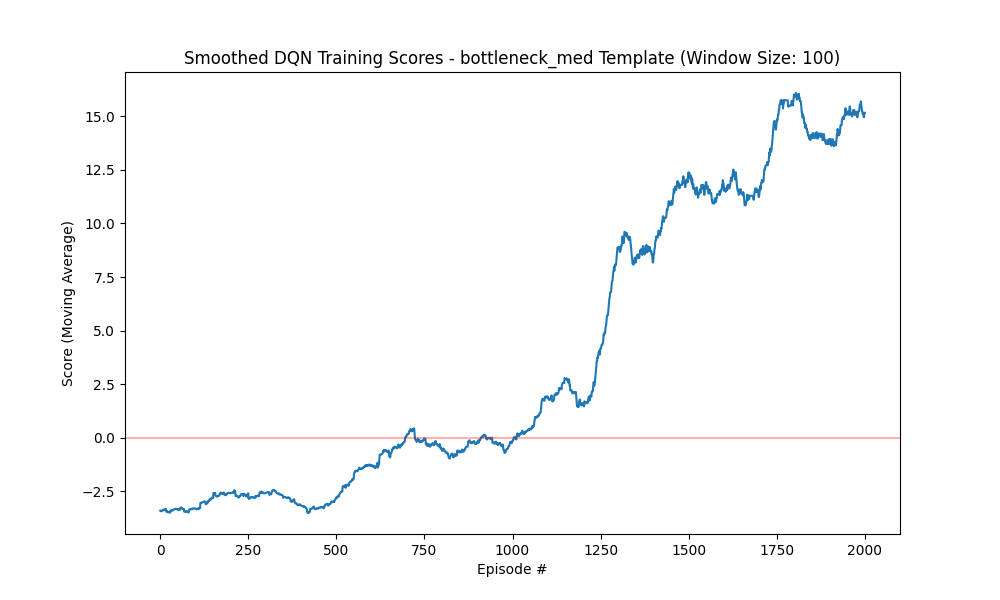 Smoothed DQN Training Scores - bottleneck_med Template (Window Size: 100)
Score (Moving Average)
15.0
12.5
10.0
7.5
5.0
2.5
0.0
−2.5
0 250 500 750 1000 1250 1500 1750 2000
Episode #